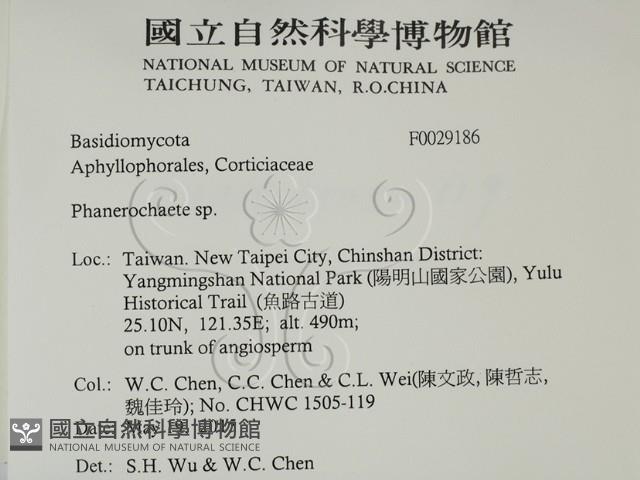 國立自然科學博物館
NATIONAL MUSEUM OF NATURAL SCIENCE
TAICHUNG, TAIWAN, R.O.CHINA
Basidiomycota F0029186
Aphyllophorales, Corticiaceae
Phanerochaete sp.
Loc.: Taiwan. New Taipei City, Chinshan District:
Yangmingshan National Park (陽明山國家公園), Yulu
Historical Trail (魚路古道)
25.10N, 121.35E; alt. 490m;
on trunk of angiosperm
Col.: W.C. Chen, C.C. Chen & C.L. Wei(陳文政, 陳哲志,
魏佳玲); No. CHWC 1505-119
Date: May
國立自然科學博物館
NATIONAL MUSEUM OF NATURAL SCIENCE
Det.: S.H. Wu & W.C. Chen